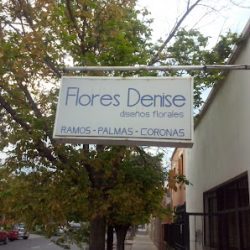 Flores Denise
diseños florales
RAMOS - PALMAS - CORONAS